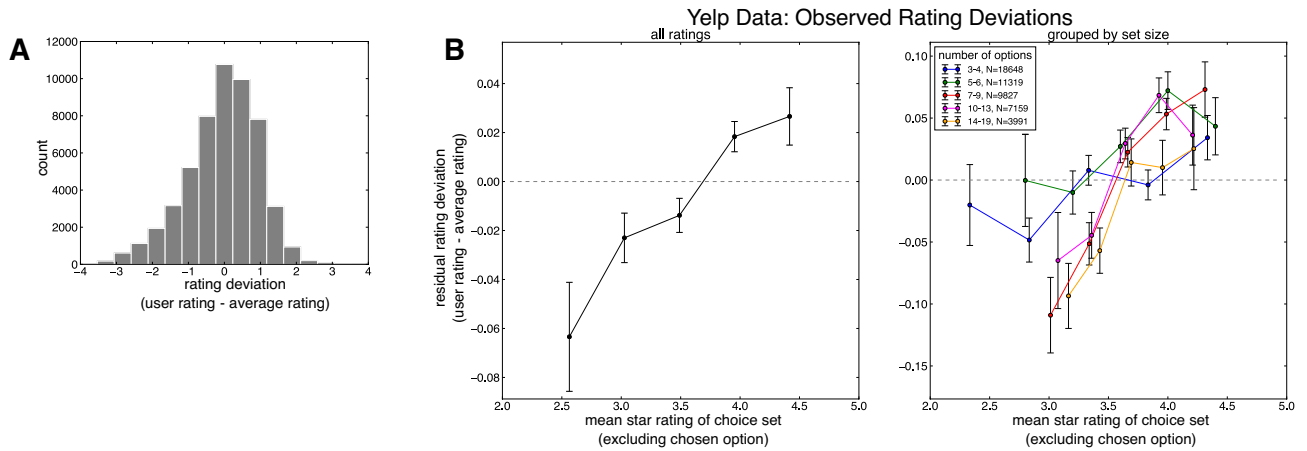 Yelp Data: Observed Rating Deviations
A
12000
10000
8000
6000
4000
2000
0
count
−4 −3 −2 −1 0 1 2 3 4
rating deviation
(user rating - average rating)
B
all ratings
0.04
0.02
0.00
−0.02
−0.04
−0.06
−0.08
residual rating deviation
(user rating - average rating)
2.0 2.5 3.0 3.5 4.0 4.5 5.0
mean star rating of choice set
(excluding chosen option)
grouped by set size
number of options
3-4, N=18648
5-6, N=11319
7-9, N=9827
10-13, N=7159
14-19, N=3991
0.10
0.05
0.00
−0.05
−0.10
−0.15
2.0 2.5 3.0 3.5 4.0 4.5 5.0
mean star rating of choice set
(excluding chosen option)